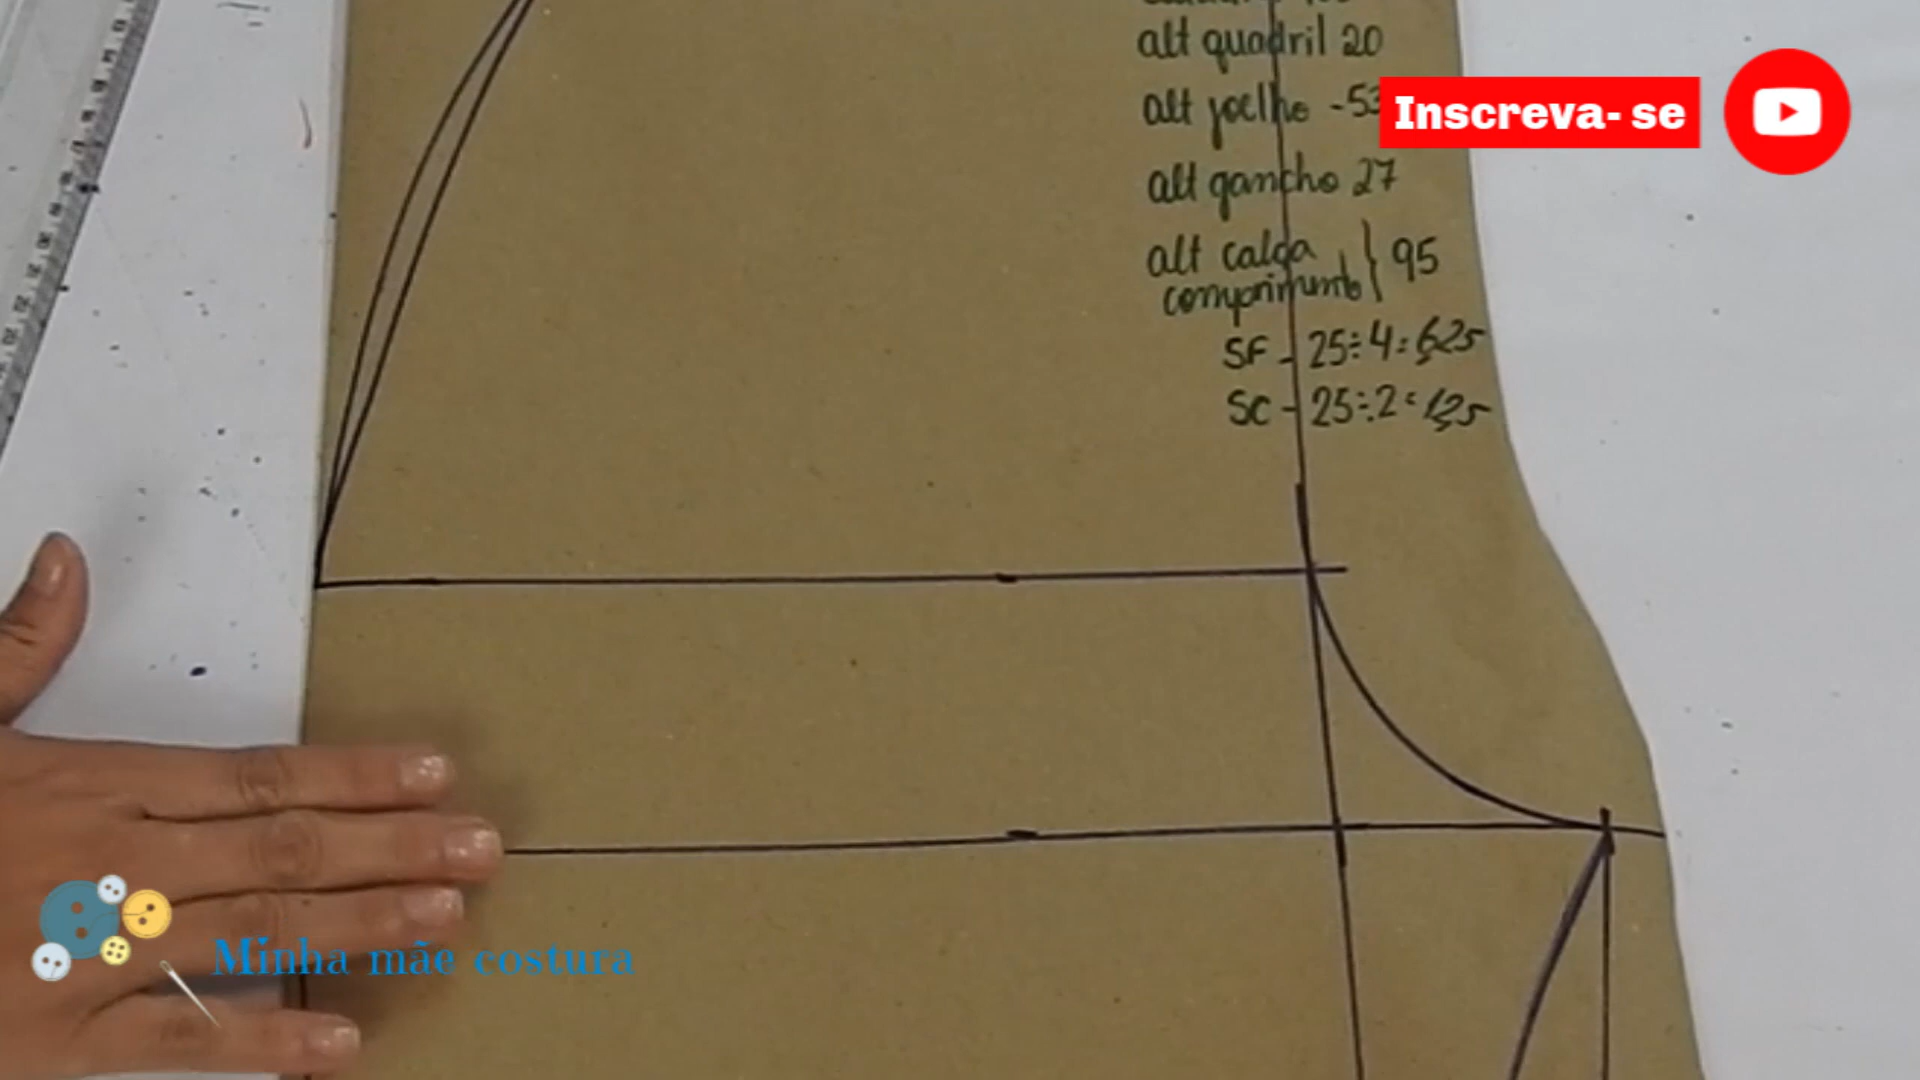 alt quadril 20
alt joelho -53
Inscreva- se
alt gancho 27
alt calça
comprimento } 95
SF - 25÷4=6,25
SC - 25÷2=12,5
Minha mãe costura